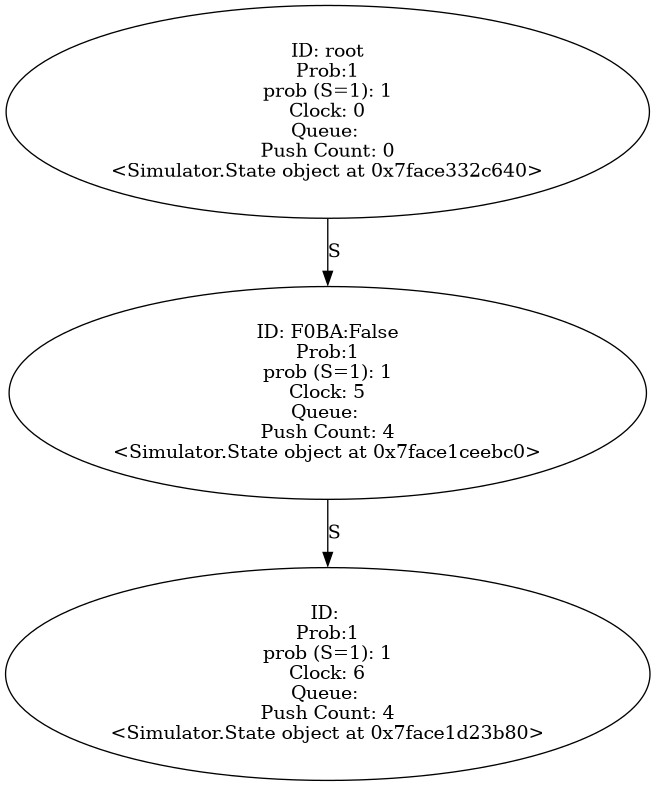 ID: root
Prob:1
prob (S=1): 1
Clock: 0
Queue:
Push Count: 0
<Simulator.State object at 0x7face332c640>
S
ID: F0BA:False
Prob:1
prob (S=1): 1
Clock: 5
Queue:
Push Count: 4
<Simulator.State object at 0x7face1ceebc0>
S
ID:
Prob:1
prob (S=1): 1
Clock: 6
Queue:
Push Count: 4
<Simulator.State object at 0x7face1d23b80>